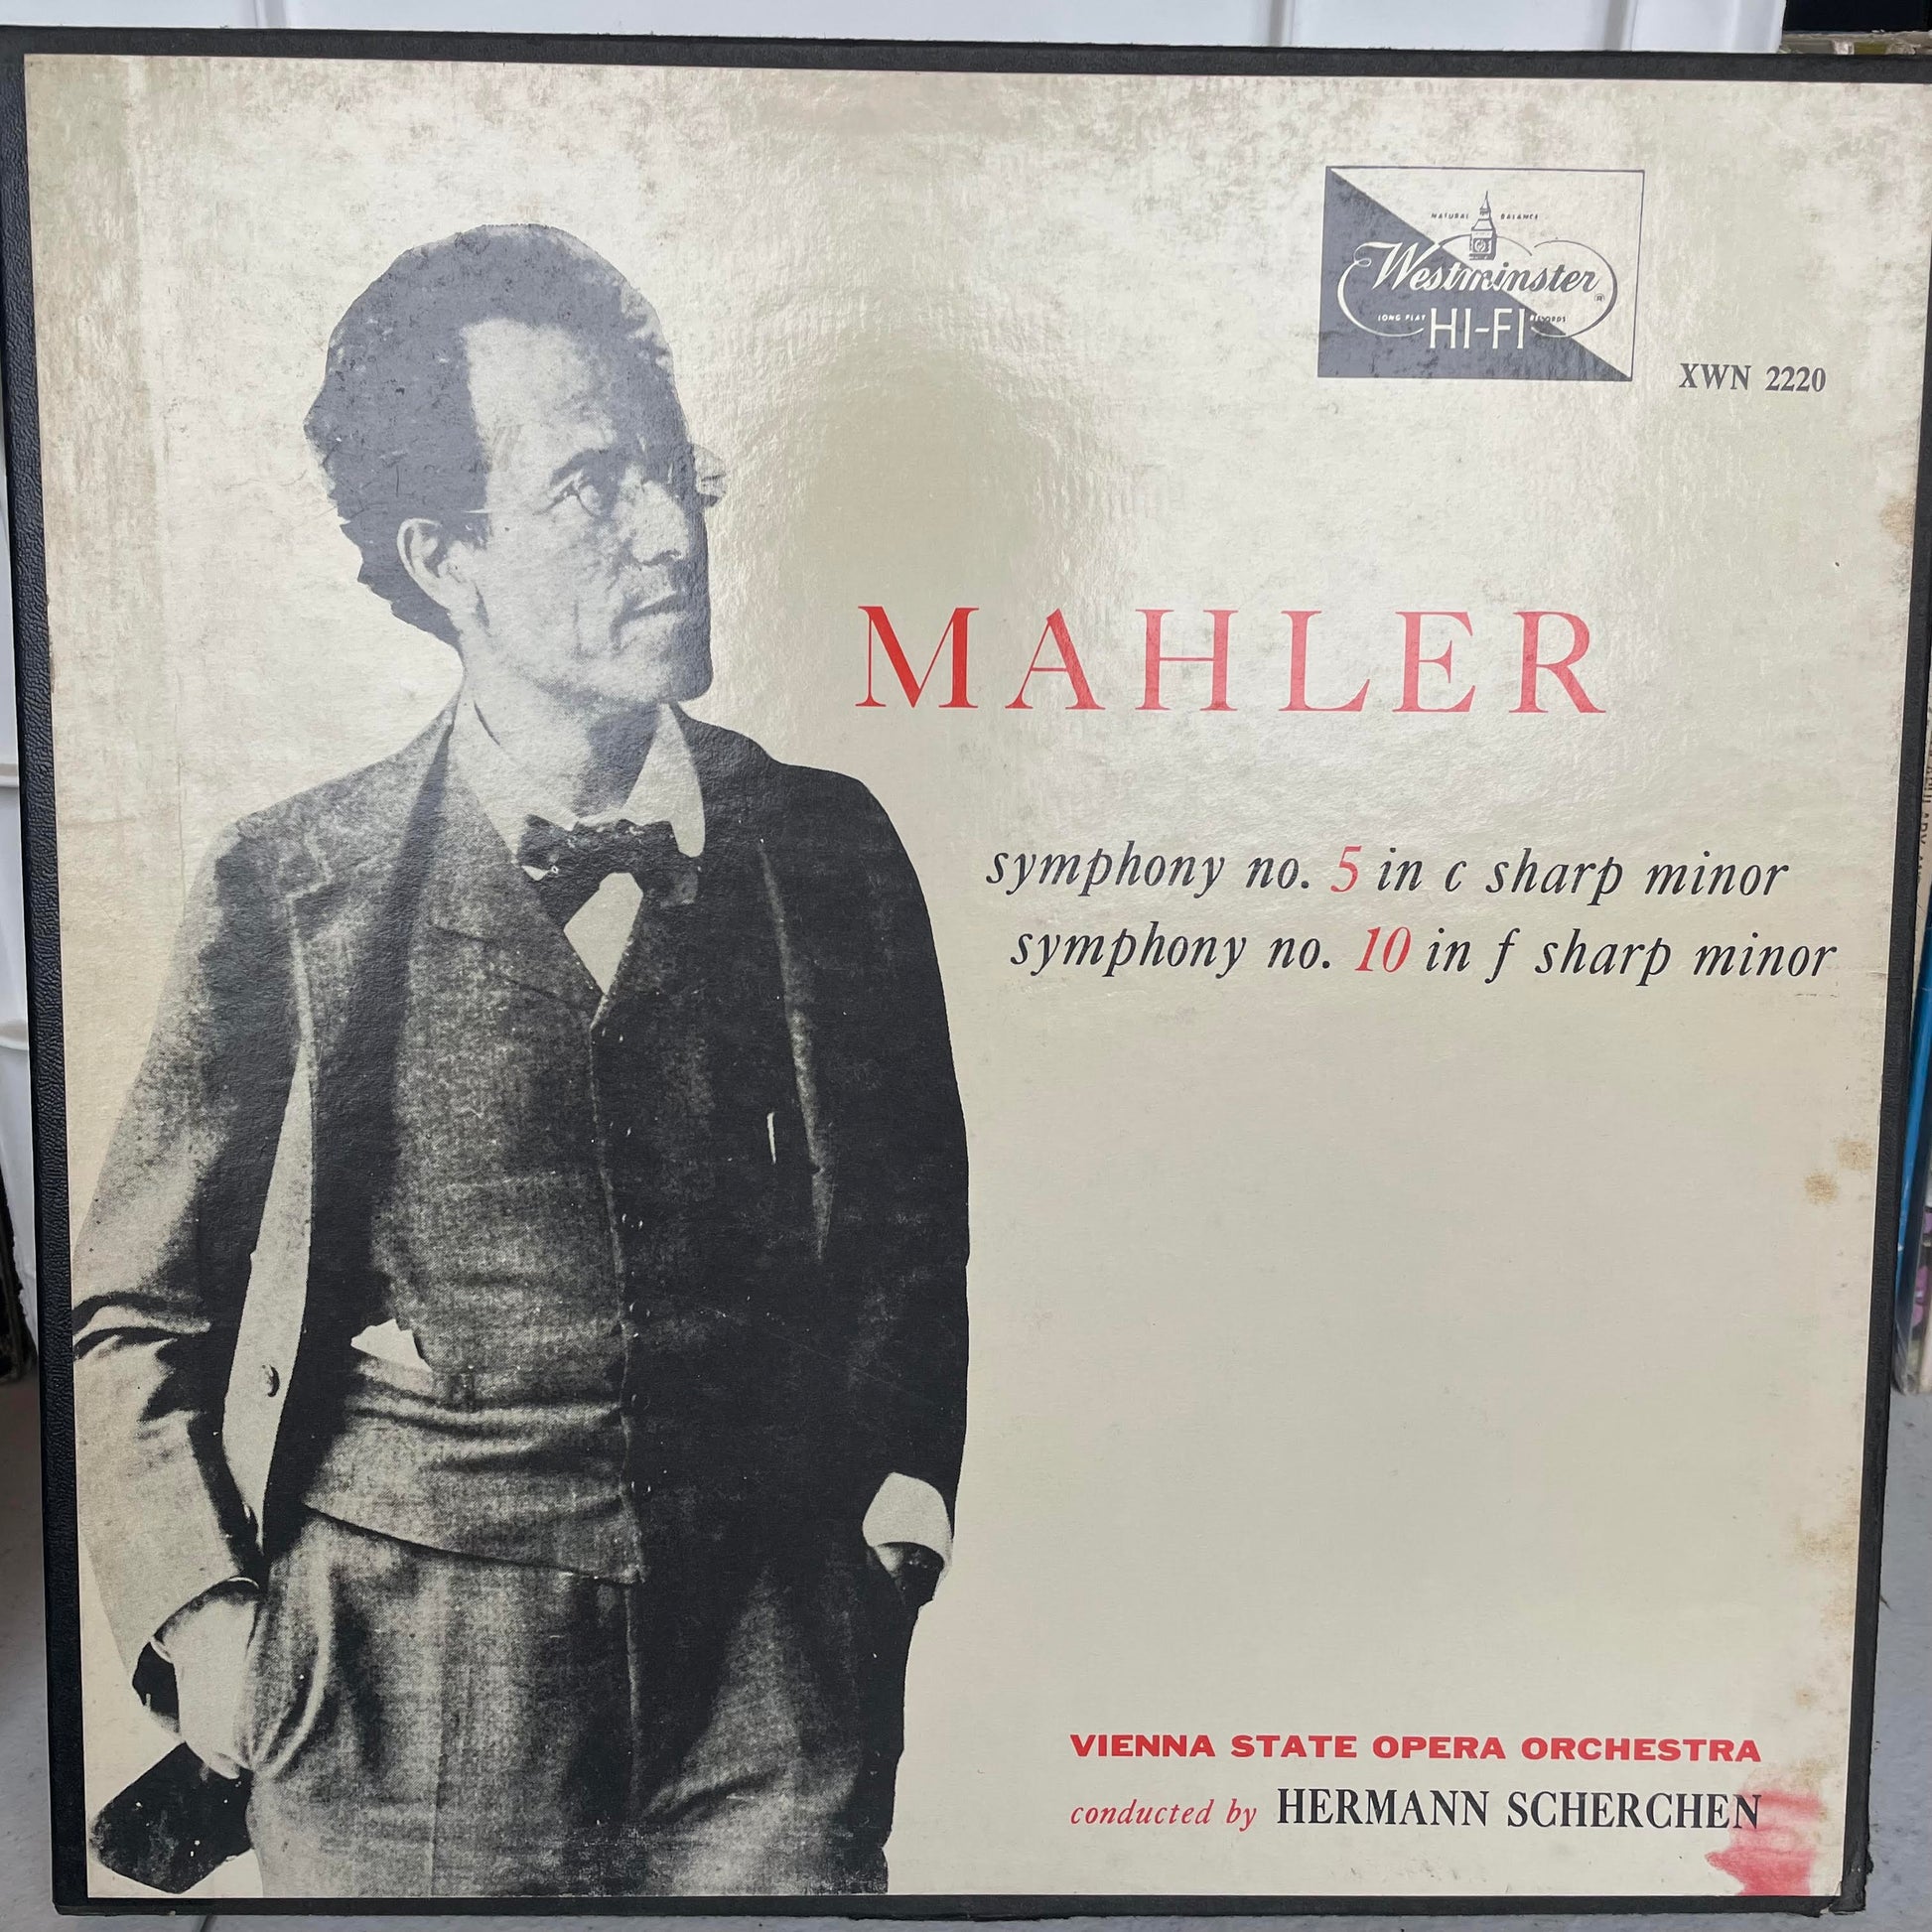 NATURAL BALANCE
Westminster ®
LONG PLAY RECORDS
HI-FI
XWN 2220
MAHLER
symphony no. 5 in c sharp minor
symphony no. 10 in f sharp minor
VIENNA STATE OPERA ORCHESTRA
conducted by HERMANN SCHERCHEN